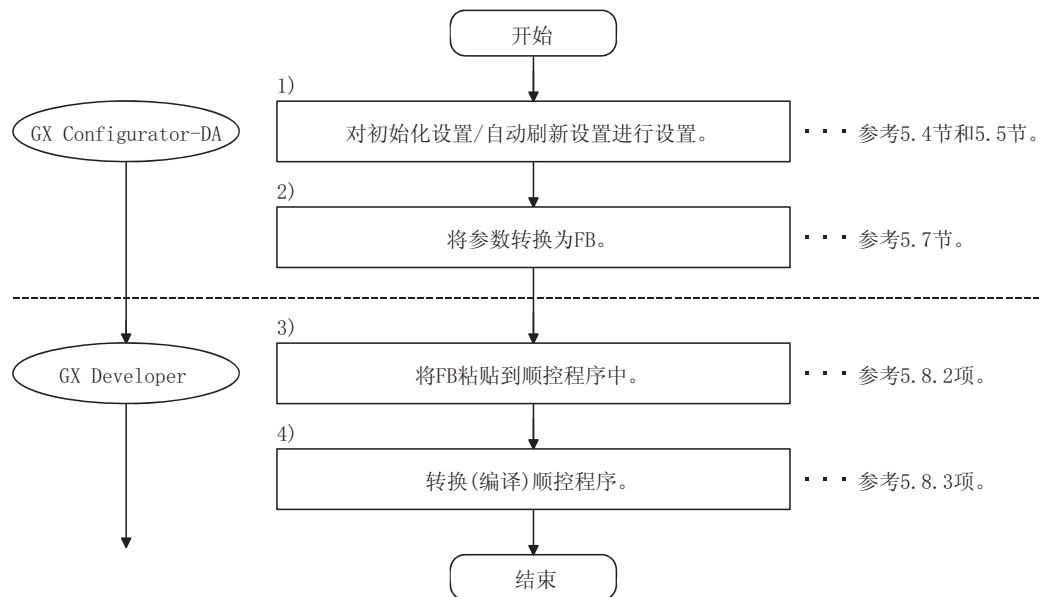 开始
1)
GX Configurator-DA
对初始化设置/自动刷新设置进行设置。
･･･ 参考5.4节和5.5节。
2)
将参数转换为FB。
･･･ 参考5.7节。
3)
GX Developer
将FB粘贴到顺控程序中。
･･･ 参考5.8.2项。
4)
转换(编译)顺控程序。
･･･ 参考5.8.3项。
结束